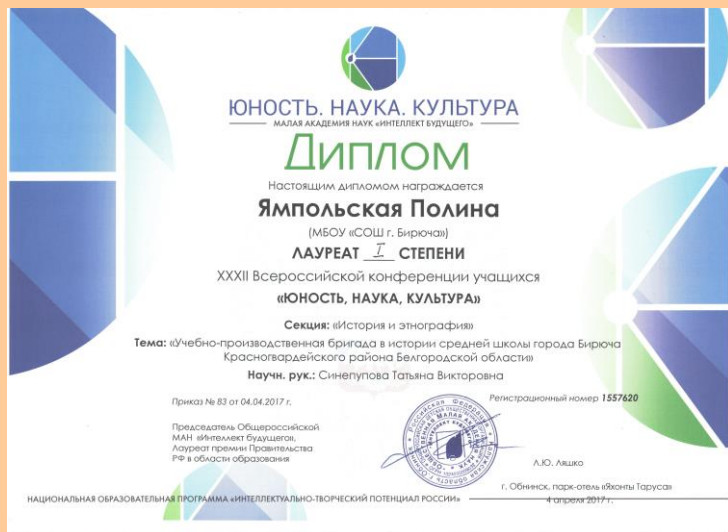 ЮНОСТЬ. НАУКА. КУЛЬТУРА
МАЛАЯ АКАДЕМИЯ НАУК «ИНТЕЛЛЕКТ БУДУЩЕГО»
ДИПЛОМ
Настоящим дипломом награждается
Ямпольская Полина
(МБОУ «СОШ г. Бирюча»)
ЛАУРЕАТ I СТЕПЕНИ
XXXII Всероссийской конференции учащихся
«ЮНОСТЬ, НАУКА, КУЛЬТУРА»
Секция: «История и этнография»
Тема: «Учебно-производственная бригада в истории средней школы города Бирюча
Красногвардейского района Белгородской области»
Научн. рук.: Синепупова Татьяна Викторовна
Приказ № 83 от 04.04.2017 г.
Регистрационный номер 1557620
Председатель Общероссийской
МАН «Интеллект будущего»,
Лауреат премии Правительства
РФ в области образования
Российская Федерация
Л.Ю. Ляшко
г. Обнинск, парк-отель «Яхонты Таруса»
4 апреля 2017 г.
НАЦИОНАЛЬНАЯ ОБРАЗОВАТЕЛЬНАЯ ПРОГРАММА «ИНТЕЛЛЕКТУАЛЬНО-ТВОРЧЕСКИЙ ПОТЕНЦИАЛ РОССИИ»